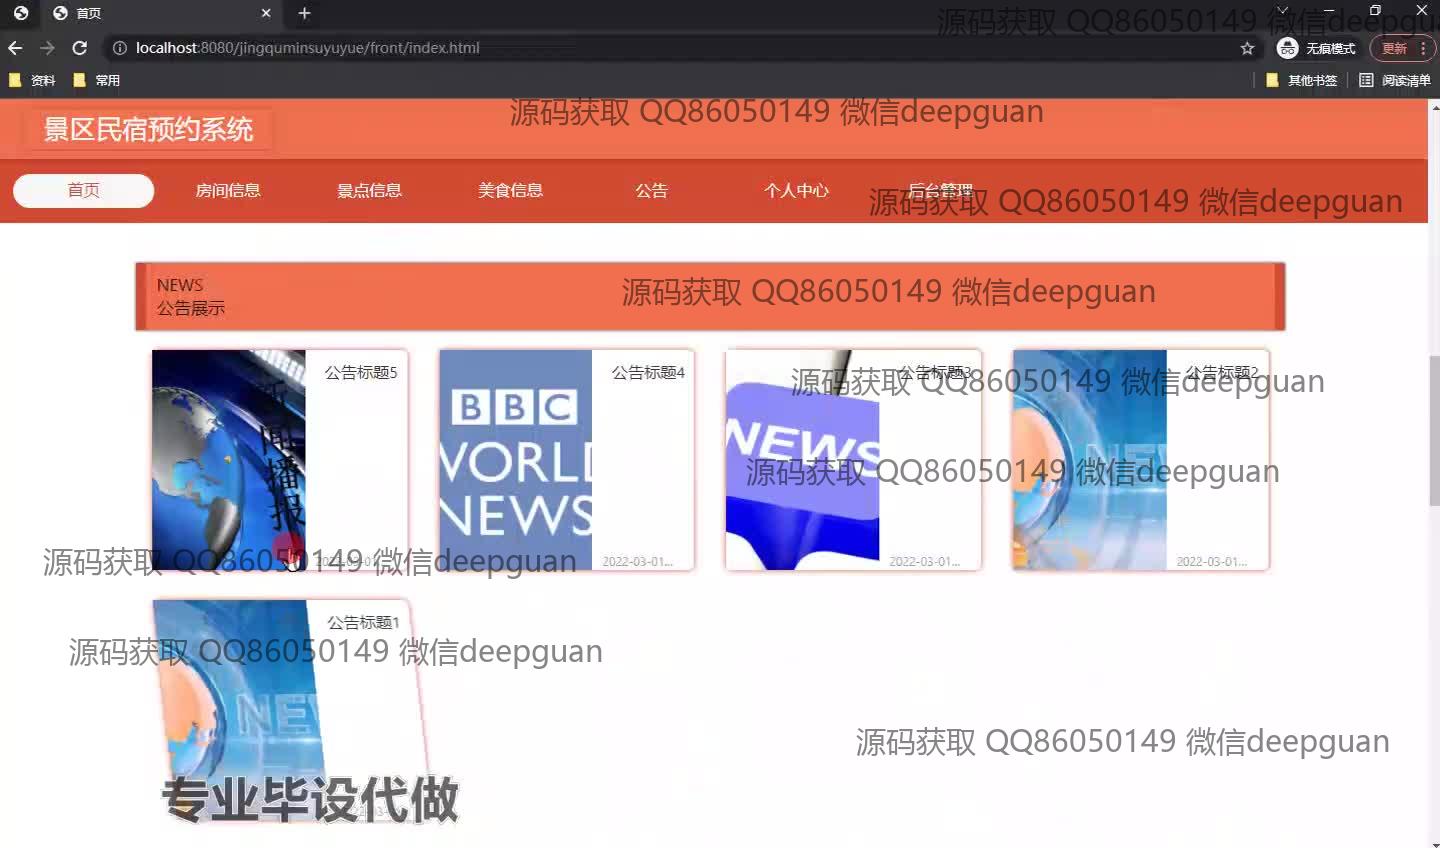 首页
源码获取 QQ86050149 微信deepgua
localhost:8080/jingquminsuyuyue/front/index.html
无痕模式
更新
资料
常用
其他书签
阅读清单
景区民宿预约系统
源码获取 QQ86050149 微信deepguan
首页
房间信息
景点信息
美食信息
公告
个人中心
后台管理
源码获取 QQ86050149 微信deepguan
NEWS
公告展示
源码获取 QQ86050149 微信deepguan
新闻播报
公告标题5
BBC
WORLD
NEWS
公告标题4
2022-03-01...
NEWS
公告标题3
2022-03-01...
源码获取 QQ86050149 微信deepguan
NEWS
公告标题2
2022-03-01...
源码获取 QQ86050149 微信deepguan
源码获取 QQ86050149 微信deepguan
公告标题1
源码获取 QQ86050149 微信deepguan
NEWS
源码获取 QQ86050149 微信deepguan
专业毕设代做